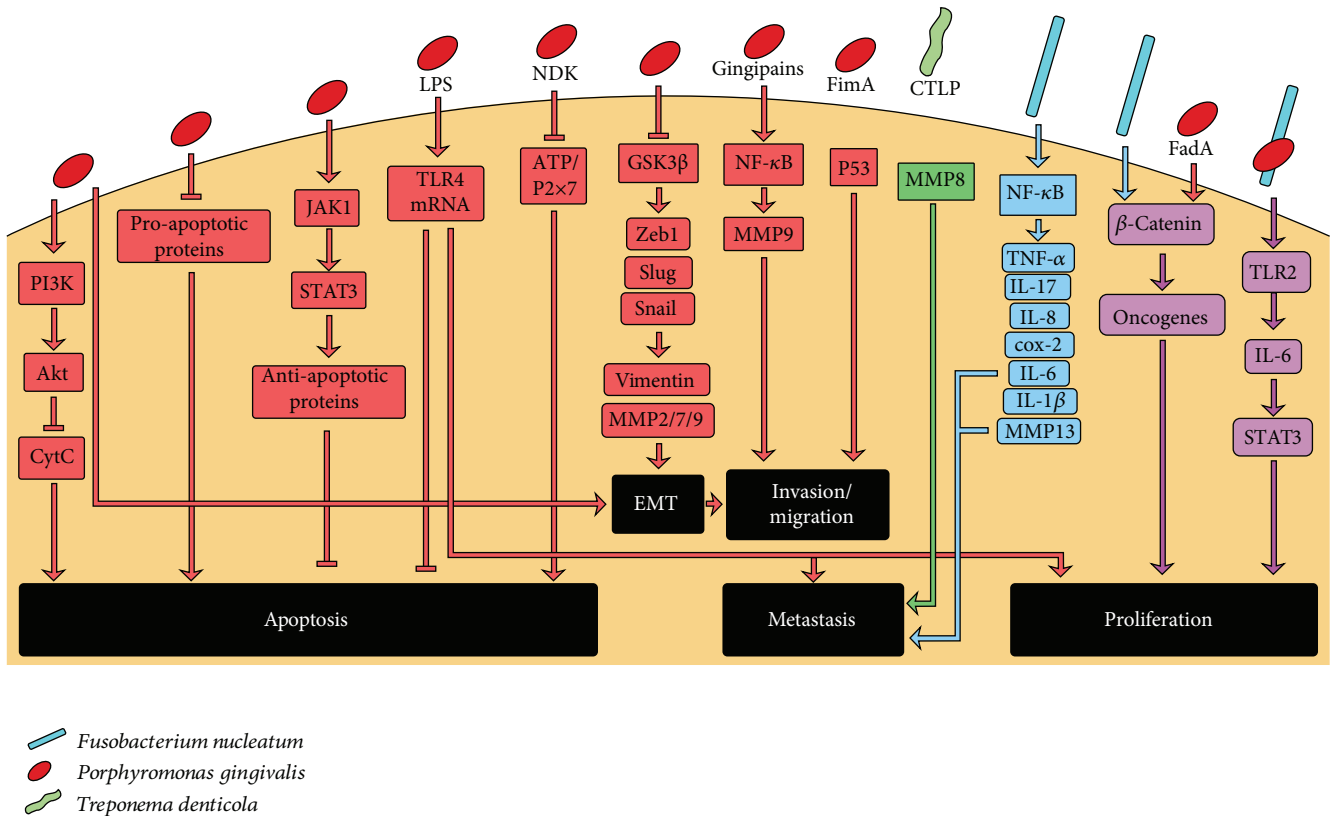 LPS
NDK
Gingipains
FimA
CTLP
FadA
PI3K
Akt
CytC
Pro-apoptotic
proteins
JAK1
STAT3
Anti-apoptotic
proteins
TLR4
mRNA
ATP/
P2×7
GSK3β
Zeb1
Slug
Snail
Vimentin
MMP2/7/9
EMT
NF-κB
MMP9
Invasion/
migration
P53
MMP8
NF-κB
TNF-α
IL-17
IL-8
cox-2
IL-6
IL-1β
MMP13
β-Catenin
Oncogenes
TLR2
IL-6
STAT3
Apoptosis
Metastasis
Proliferation
Fusobacterium nucleatum
Porphyromonas gingivalis
Treponema denticola